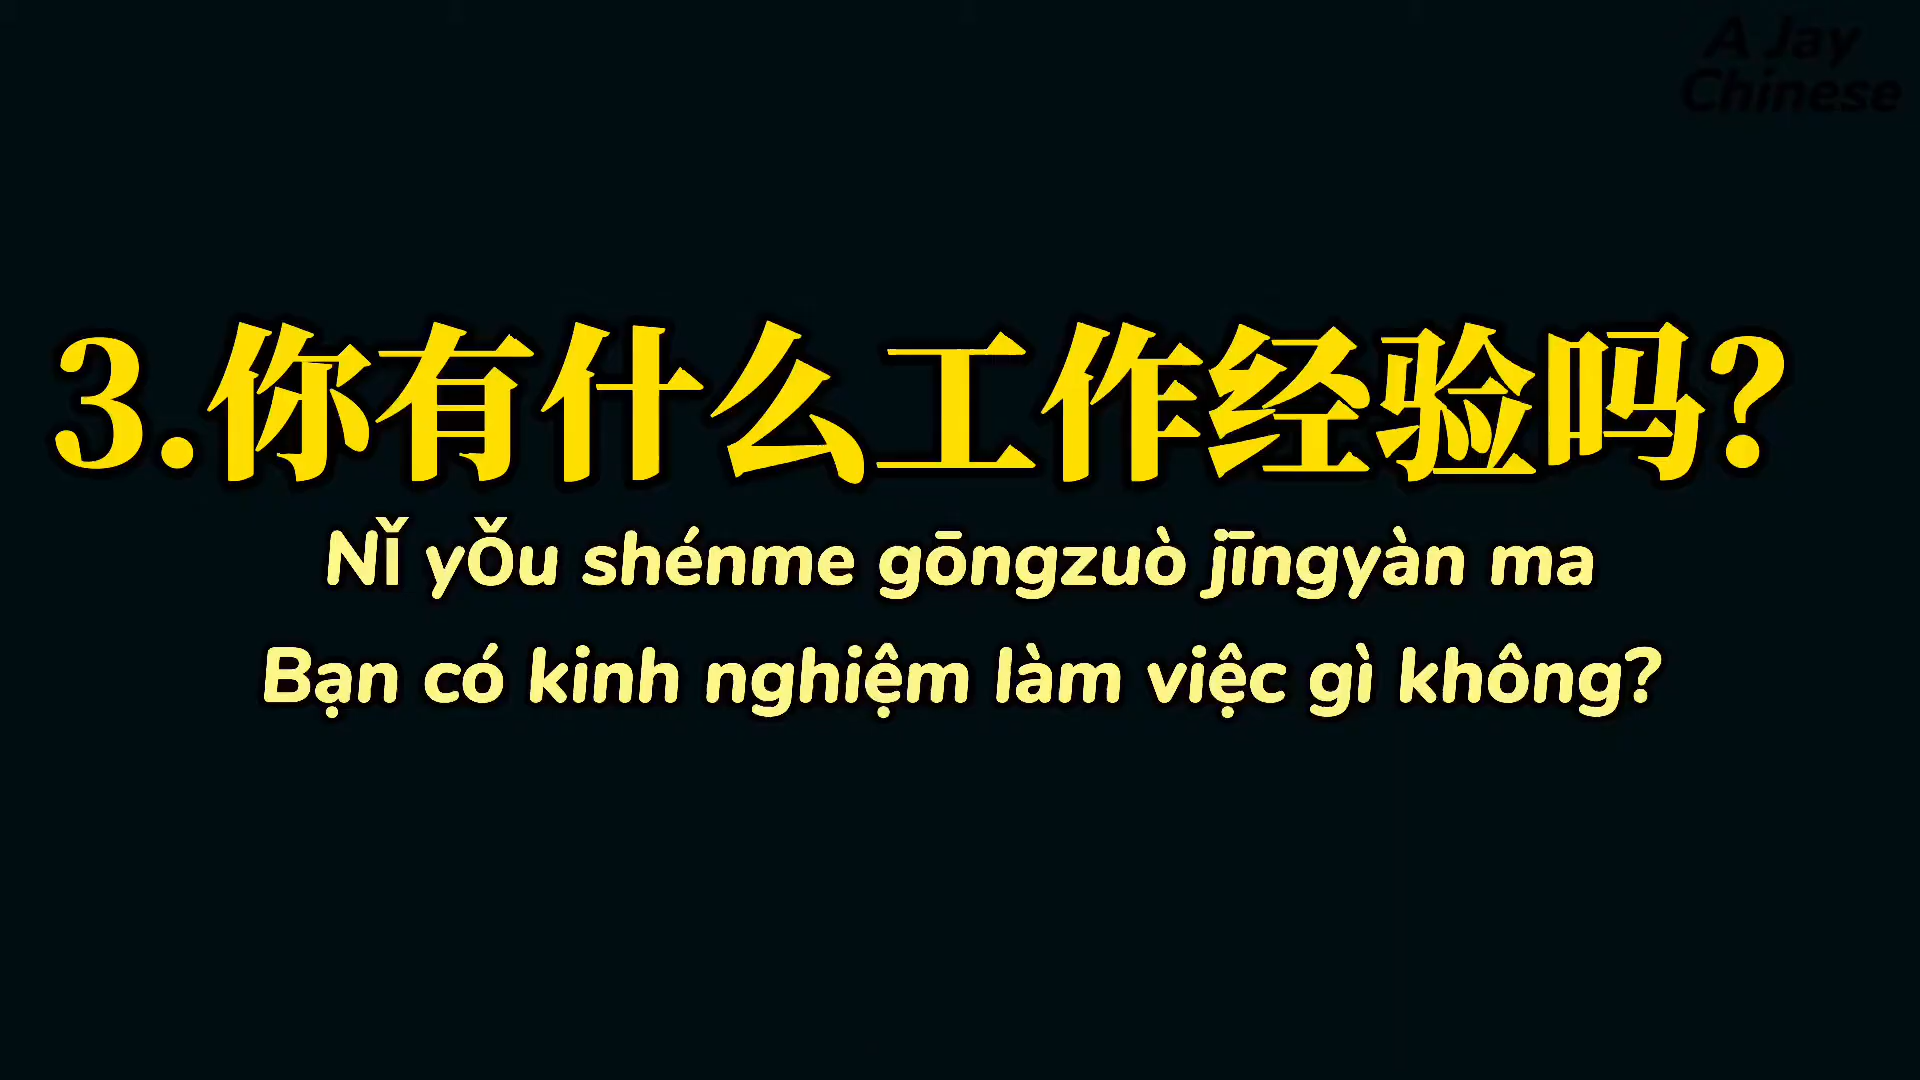 A Jay
Chinese
3.你有什么工作经验吗?
Nǐ yǒu shénme gōngzuò jīngyàn ma
Bạn có kinh nghiệm làm việc gì không?